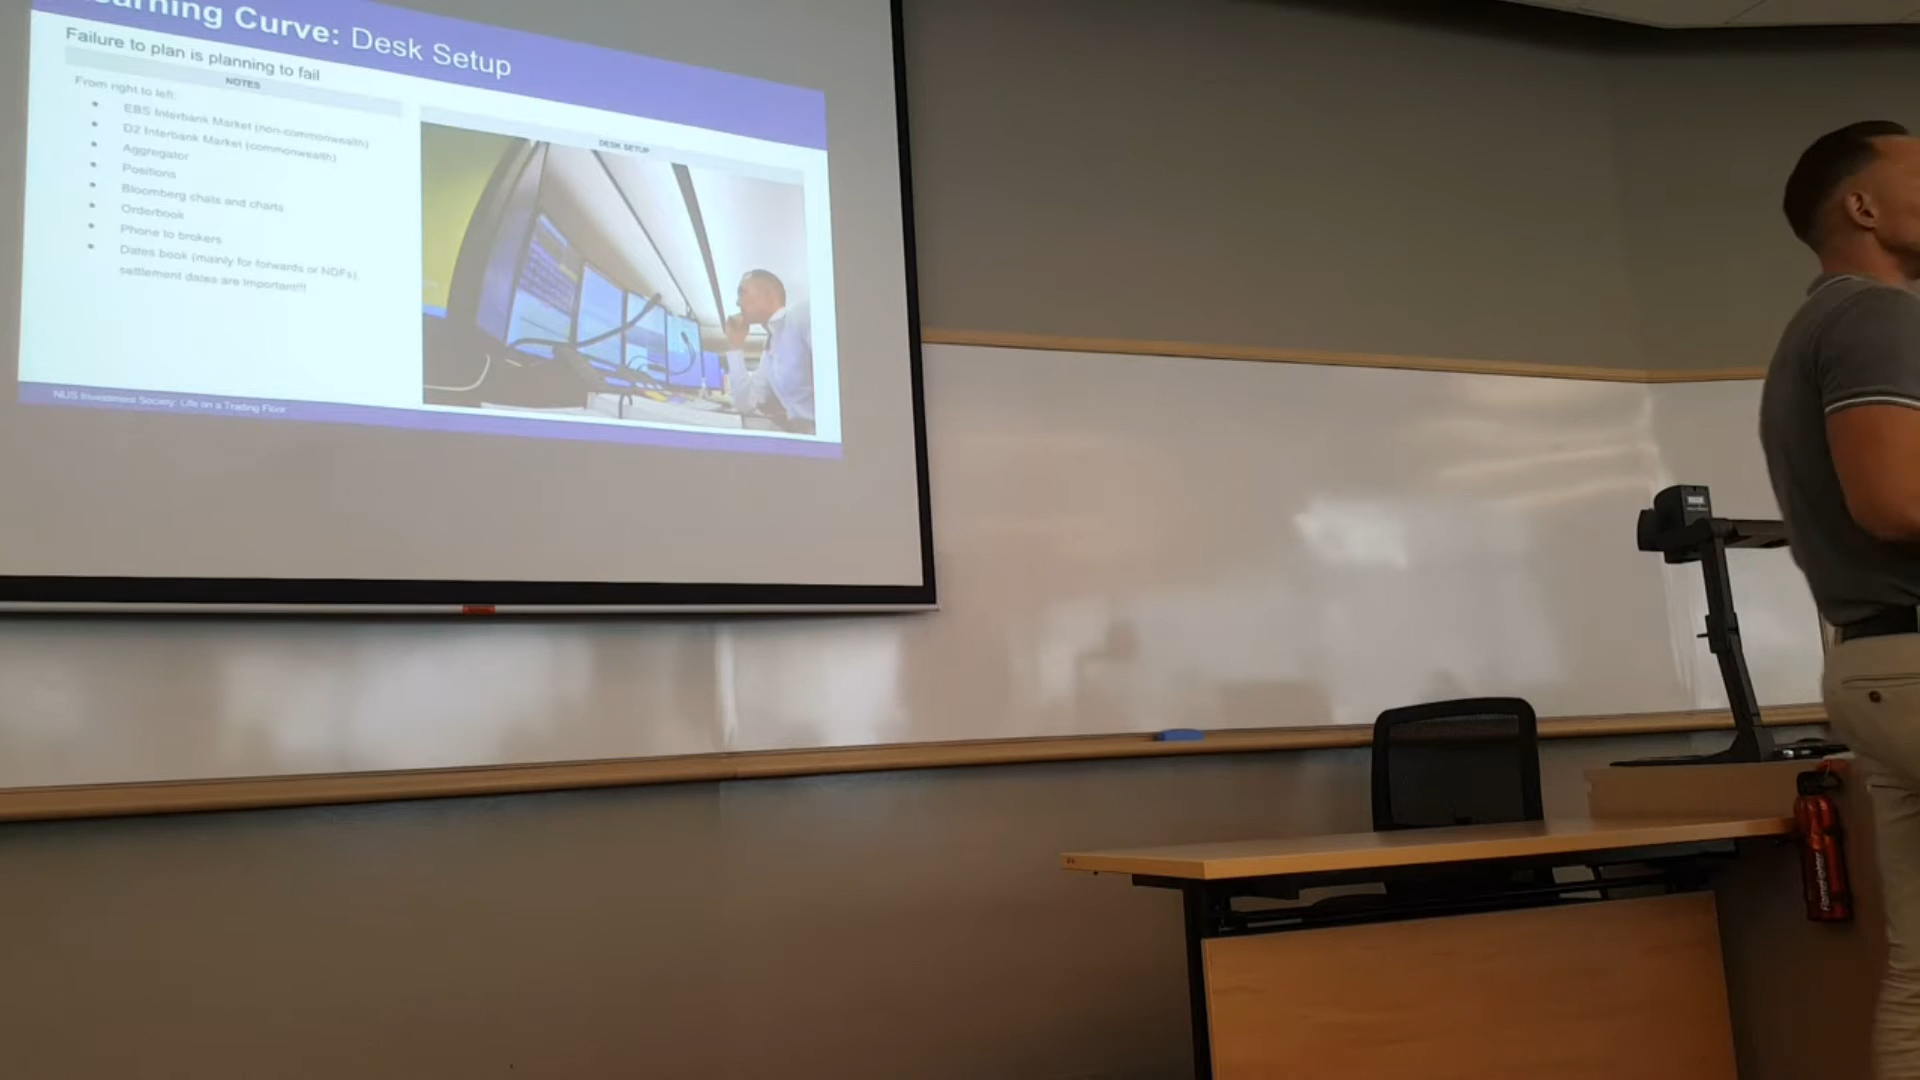 Learning Curve: Desk Setup
Failure to plan is planning to fail
NOTES
From right to left:
• EBS Interbank Market (non-commonwealth)
• D2 Interbank Market (commonwealth)
• Aggregator
• Positions
• Bloomberg chats and charts
• Orderbook
• Phone to brokers
• Dates book (mainly for forwards or NDFs),
settlement dates are important!!!
DESK SETUP
NUS Investment Society: Life on a Trading Floor